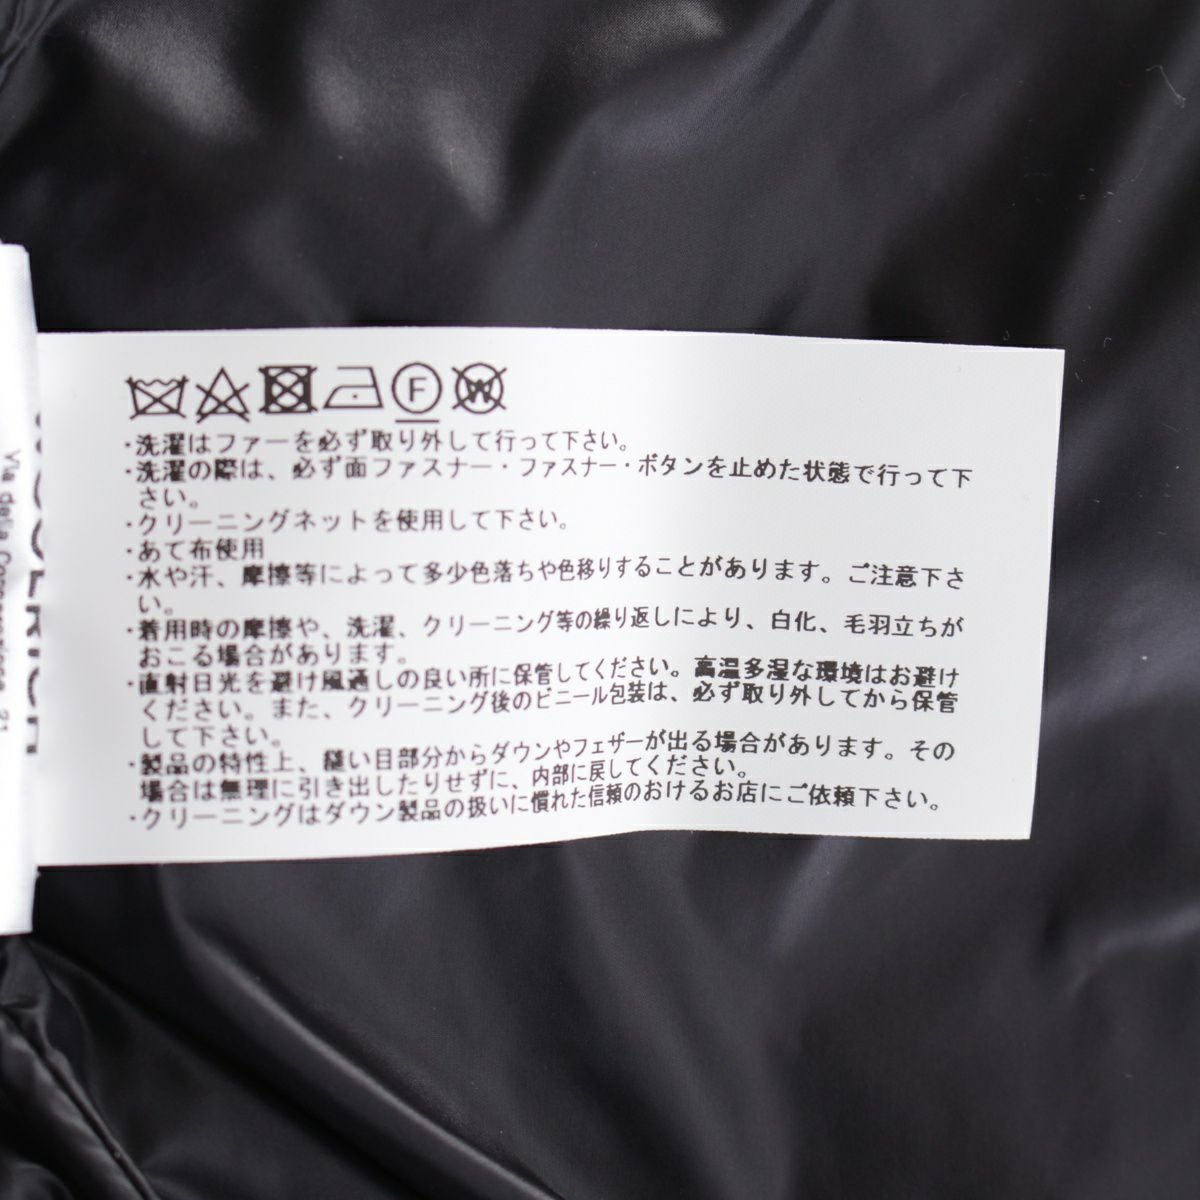 F
W
・洗濯はファーを必ず取り外して行って下さい。
・洗濯の際は、必ず面ファスナー・ファスナー・ボタンを止めた状態で行って下
さい。
・クリーニングネットを使用して下さい。
・あて布使用
・水や汗、摩擦等によって多少色落ちや色移りすることがあります。ご注意下さ
い。
・着用時の摩擦や、洗濯、クリーニング等の繰り返しにより、白化、毛羽立ちが
おこる場合があります。
・直射日光を避け風通しの良い所に保管してください。高温多湿な環境はお避け
ください。また、クリーニング後のビニール包装は、必ず取り外してから保管
して下さい。
・製品の特性上、縫い目部分からダウンやフェザーが出る場合があります。その
場合は無理に引き出したりせずに、内部に戻してください。
・クリーニングはダウン製品の扱いに慣れた信頼のおけるお店にご依頼下さい。
Via della